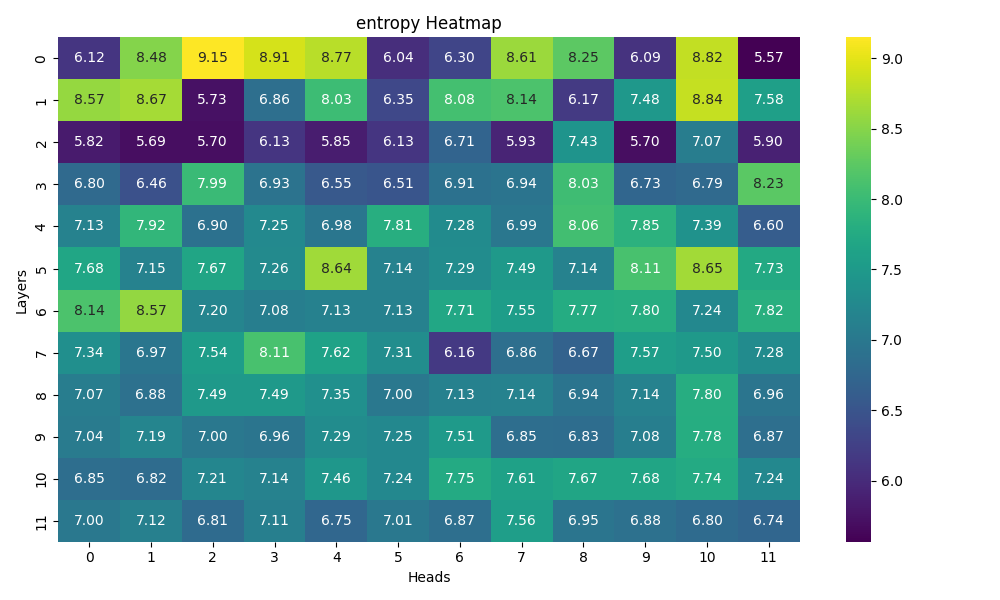 entropy Heatmap
0 6.12 8.48 9.15 8.91 8.77 6.04 6.30 8.61 8.25 6.09 8.82 5.57
1 8.57 8.67 5.73 6.86 8.03 6.35 8.08 8.14 6.17 7.48 8.84 7.58
2 5.82 5.69 5.70 6.13 5.85 6.13 6.71 5.93 7.43 5.70 7.07 5.90
3 6.80 6.46 7.99 6.93 6.55 6.51 6.91 6.94 8.03 6.73 6.79 8.23
4 7.13 7.92 6.90 7.25 6.98 7.81 7.28 6.99 8.06 7.85 7.39 6.60
5 7.68 7.15 7.67 7.26 8.64 7.14 7.29 7.49 7.14 8.11 8.65 7.73
6 8.14 8.57 7.20 7.08 7.13 7.13 7.71 7.55 7.77 7.80 7.24 7.82
7 7.34 6.97 7.54 8.11 7.62 7.31 6.16 6.86 6.67 7.57 7.50 7.28
8 7.07 6.88 7.49 7.49 7.35 7.00 7.13 7.14 6.94 7.14 7.80 6.96
9 7.04 7.19 7.00 6.96 7.29 7.25 7.51 6.85 6.83 7.08 7.78 6.87
10 6.85 6.82 7.21 7.14 7.46 7.24 7.75 7.61 7.67 7.68 7.74 7.24
11 7.00 7.12 6.81 7.11 6.75 7.01 6.87 7.56 6.95 6.88 6.80 6.74
0 1 2 3 4 5 6 7 8 9 10 11
Heads
Layers
9.0
8.5
8.0
7.5
7.0
6.5
6.0